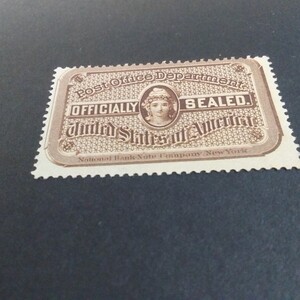 Post Office Department
OFFICIALLY SEALED.
United States of America
National Bank Note Company New York